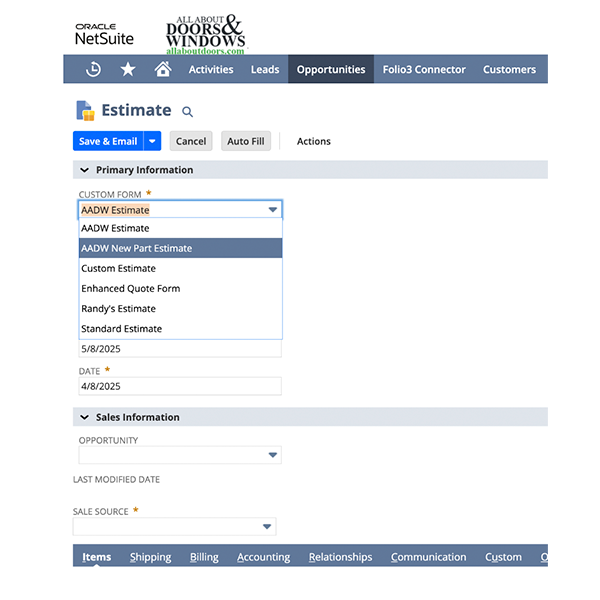 ORACLE
NetSuite
ALL ABOUT
DOORS&
WINDOWS
allaboutdoors.com
Activities Leads Opportunities Folio3 Connector Customers
Estimate
Save & Email Cancel Auto Fill Actions
Primary Information
CUSTOM FORM *
AADW Estimate
AADW Estimate
AADW New Part Estimate
Custom Estimate
Enhanced Quote Form
Randy's Estimate
Standard Estimate
5/8/2025
DATE *
4/8/2025
Sales Information
OPPORTUNITY
LAST MODIFIED DATE
SALE SOURCE *
Items Shipping Billing Accounting Relationships Communication Custom